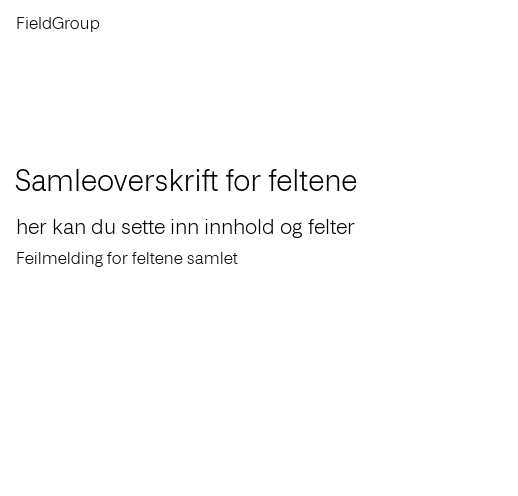 FieldGroup
Samleoverskrift for feltene
her kan du sette inn innhold og felter
Feilmelding for feltene samlet